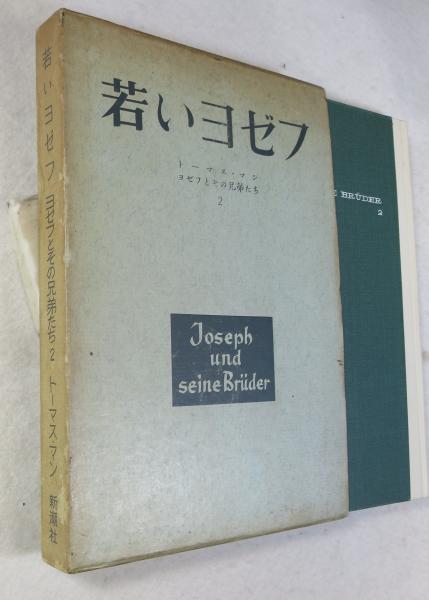 若いヨゼフ
トーマス・マン
ヨゼフとその兄弟たち
2
Joseph
und
seine Brüder
若いヨゼフ ヨゼフとその兄弟たち 2 トーマス・マン 新潮社
BRÜDER
2